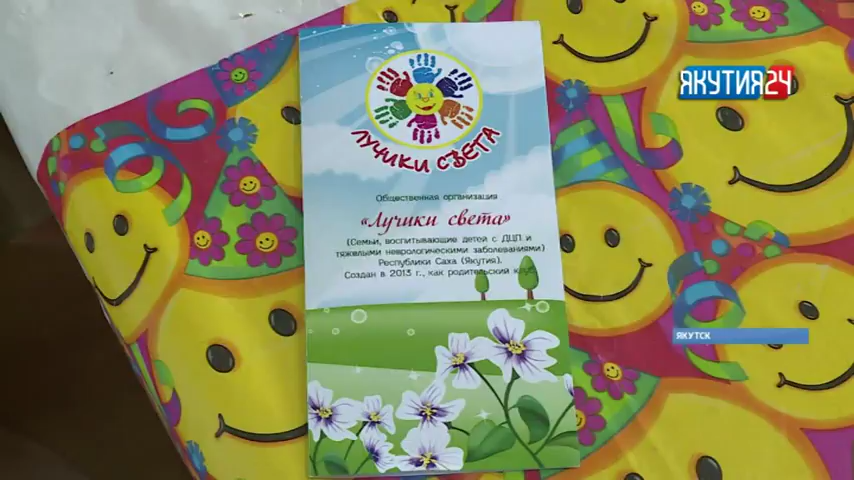 ЯКУТИЯ24
ЛУЧИКИ СВЕТА
Общественная организация
«Лучики света»
(Семьи, воспитывающие детей с ДЦП и
тяжелыми неврологическими заболеваниями)
Республики Саха (Якутия).
Создан в 2013 г., как родительский клуб.
ЯКУТСК